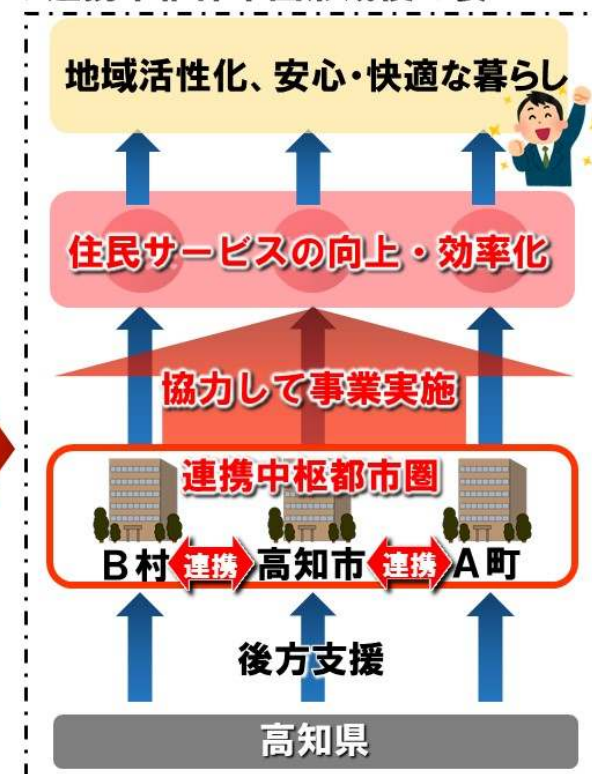 地域活性化、安心・快適な暮らし
住民サービスの向上・効率化
協力して事業実施
連携中枢都市圏
B村 連携 高知市 連携 A町
後方支援
高知県